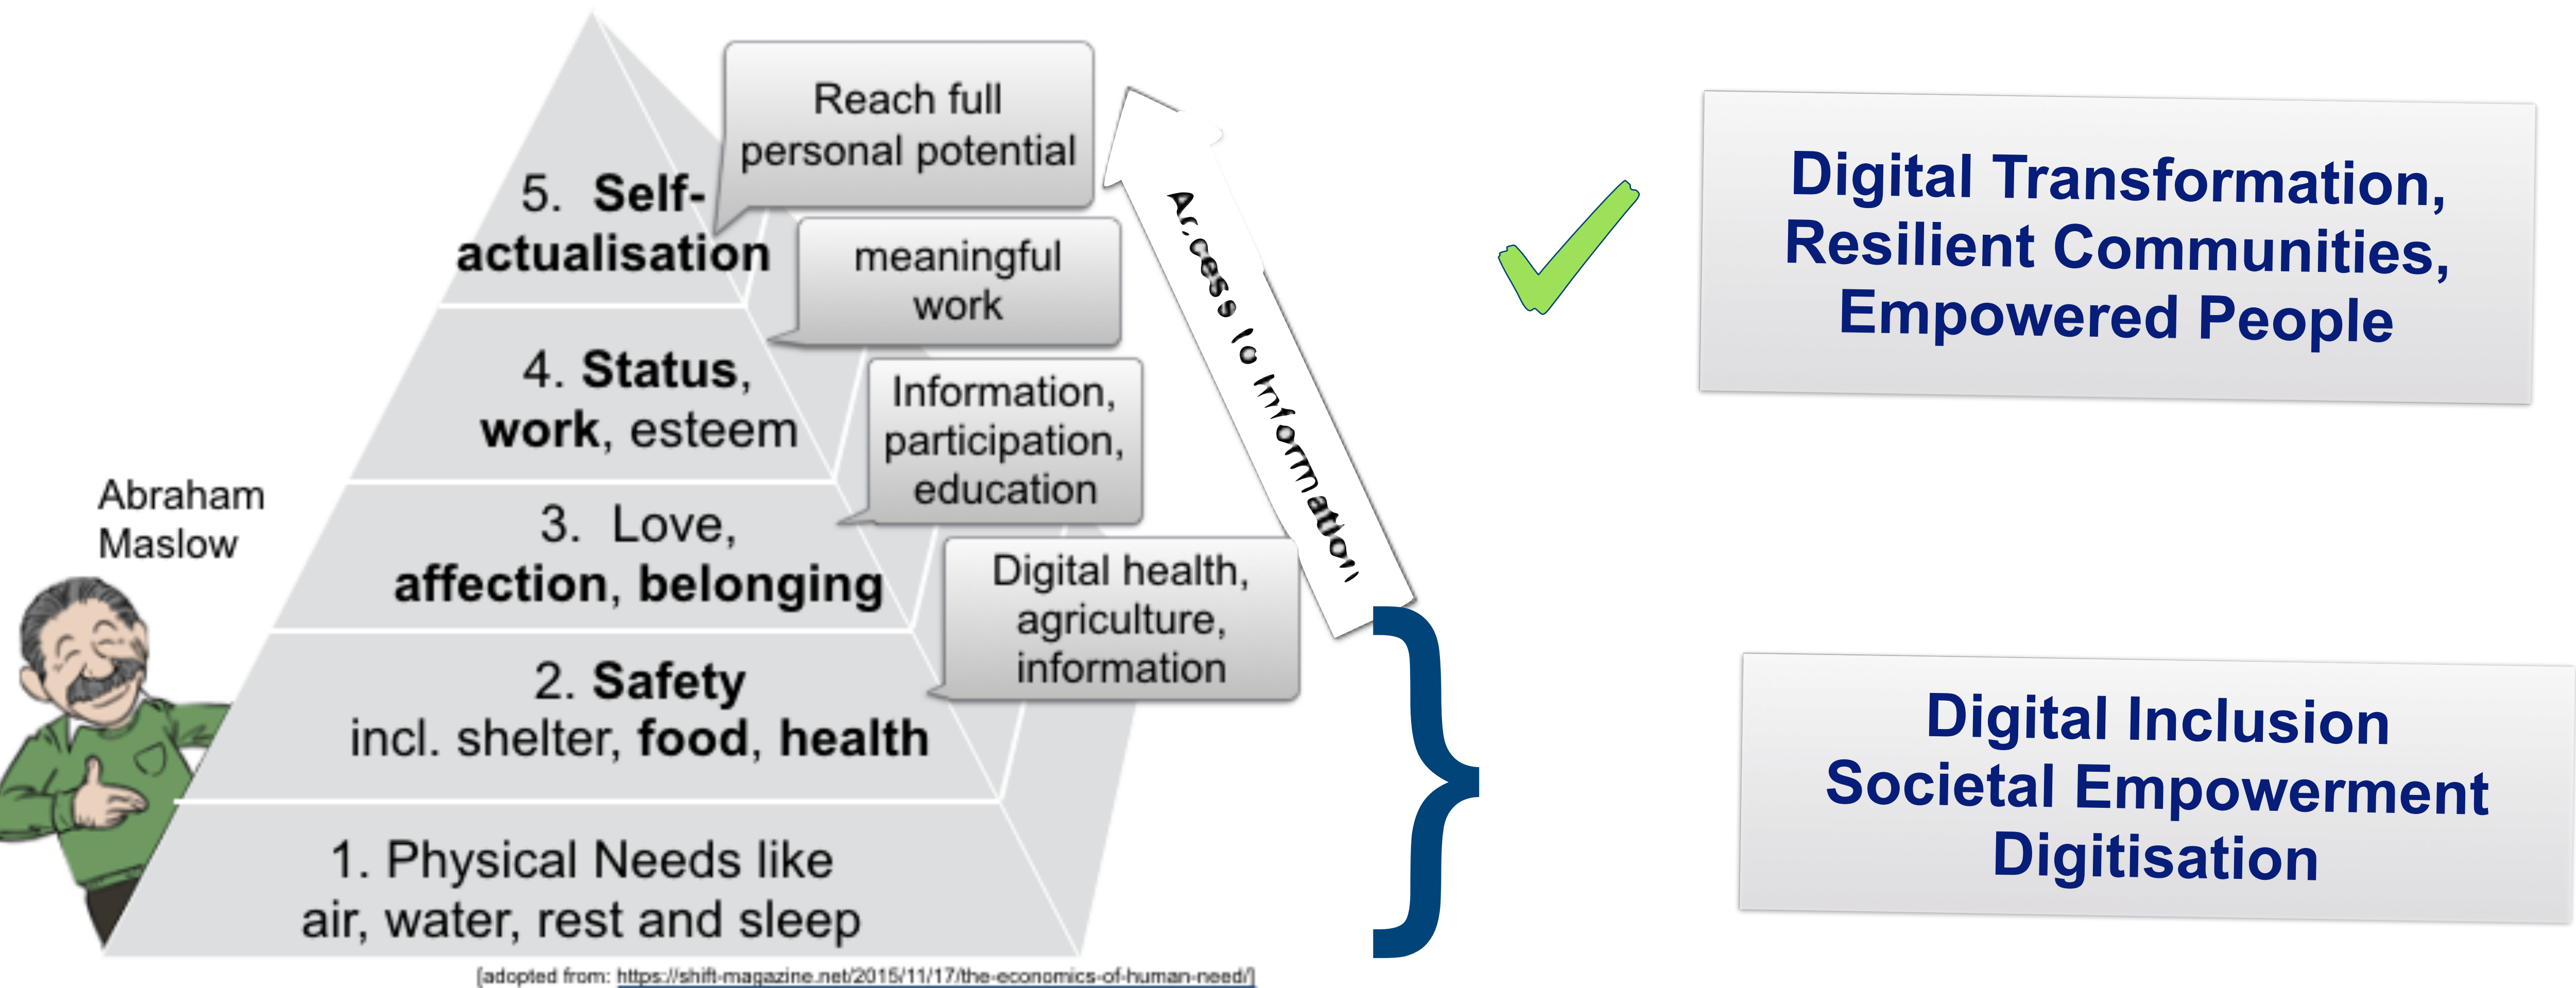 Reach full
personal potential
5. Self-
actualisation
meaningful
work
4. Status,
work, esteem
Information,
participation,
education
Abraham
Maslow
3. Love,
affection, belonging
Digital health,
agriculture,
information
2. Safety
incl. shelter, food, health
1. Physical Needs like
air, water, rest and sleep
[adopted from: https://shift-magazine.net/2015/11/17/the-economics-of-human-need/]
Access to Information
Digital Transformation,
Resilient Communities,
Empowered People
}
Digital Inclusion
Societal Empowerment
Digitisation